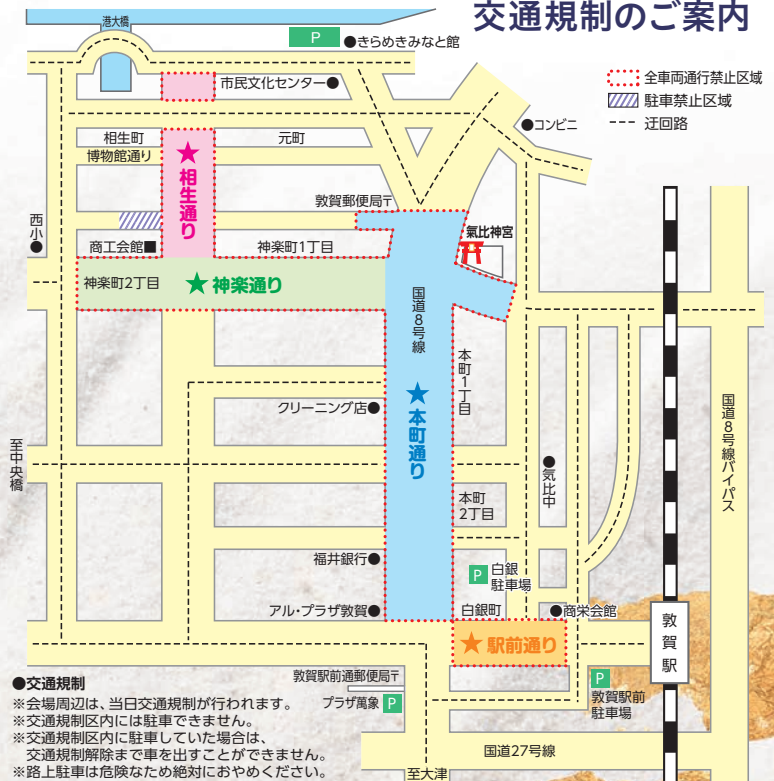 交通規制のご案内
港大橋
P
●きらめきみなと館
市民文化センター●
全車両通行禁止区域
駐車禁止区域
迂回路
●コンビニ
相生町
元町
博物館通り
★相生通り
敦賀郵便局〒
西小●
氣比神宮
商工会館■
神楽町1丁目
神楽町2丁目
★神楽通り
国道8号線
本町1丁目
★本町通り
クリーニング店●
国道8号線バイパス
至中央橋
●気比中
本町
2丁目
福井銀行●
P 白銀
駐車場
アル・プラザ敦賀●
白銀町
●商栄会館
敦賀駅
★駅前通り
敦賀駅前通郵便局〒
プラザ萬象 P
P
敦賀駅前
駐車場
国道27号線
至大津
●交通規制
※会場周辺は、当日交通規制が行われます。
※交通規制区内には駐車できません。
※交通規制区内に駐車していた場合は、
交通規制解除まで車を出すことができません。
※路上駐車は危険なため絶対におやめください。